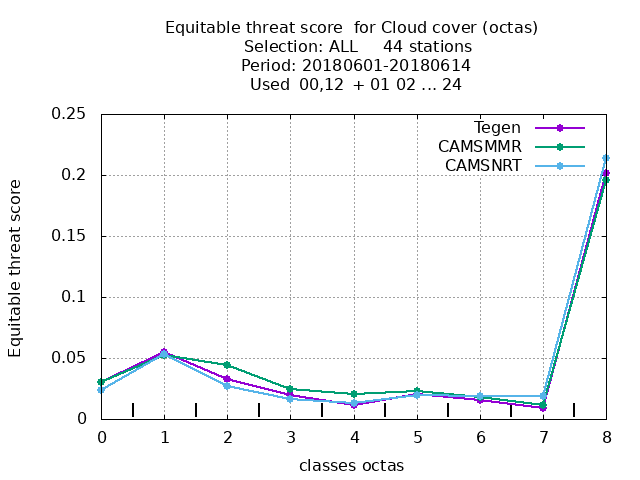 Equitable threat score  for Cloud cover (octas)
Selection: ALL     44 stations
Period: 20180601-20180614
Used  00,12  + 01 02 ... 24
Tegen
CAMSMMR
CAMSNRT
Equitable threat score
0.25
0.2
0.15
0.1
0.05
0
0 1 2 3 4 5 6 7 8
classes octas